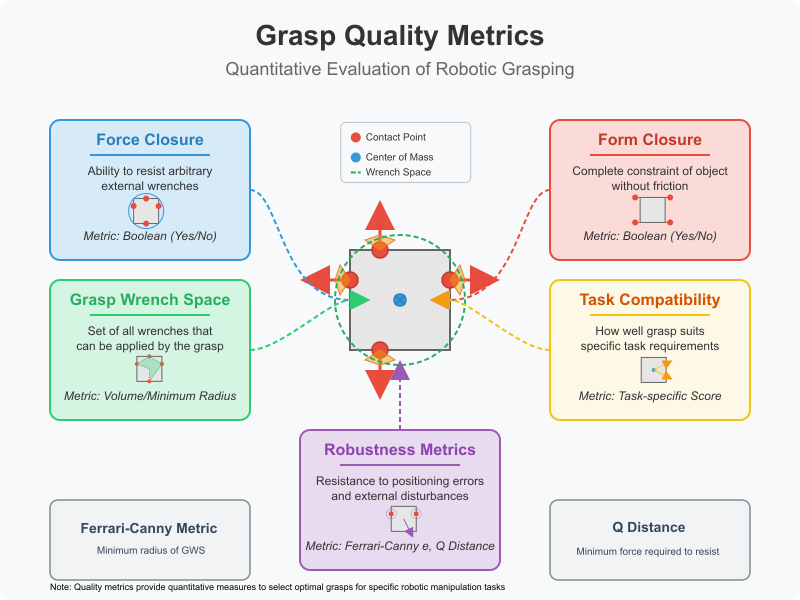 Grasp Quality Metrics
Quantitative Evaluation of Robotic Grasping
Force Closure
Ability to resist arbitrary
external wrenches
Metric: Boolean (Yes/No)
Contact Point
Center of Mass
Wrench Space
Form Closure
Complete constraint of object
without friction
Metric: Boolean (Yes/No)
Grasp Wrench Space
Set of all wrenches that
can be applied by the grasp
Metric: Volume/Minimum Radius
Task Compatibility
How well grasp suits
specific task requirements
Metric: Task-specific Score
Robustness Metrics
Resistance to positioning errors
and external disturbances
Metric: Ferrari-Canny e, Q Distance
Ferrari-Canny Metric
Minimum radius of GWS
Q Distance
Minimum force required to resist
Note: Quality metrics provide quantitative measures to select optimal grasps for specific robotic manipulation tasks